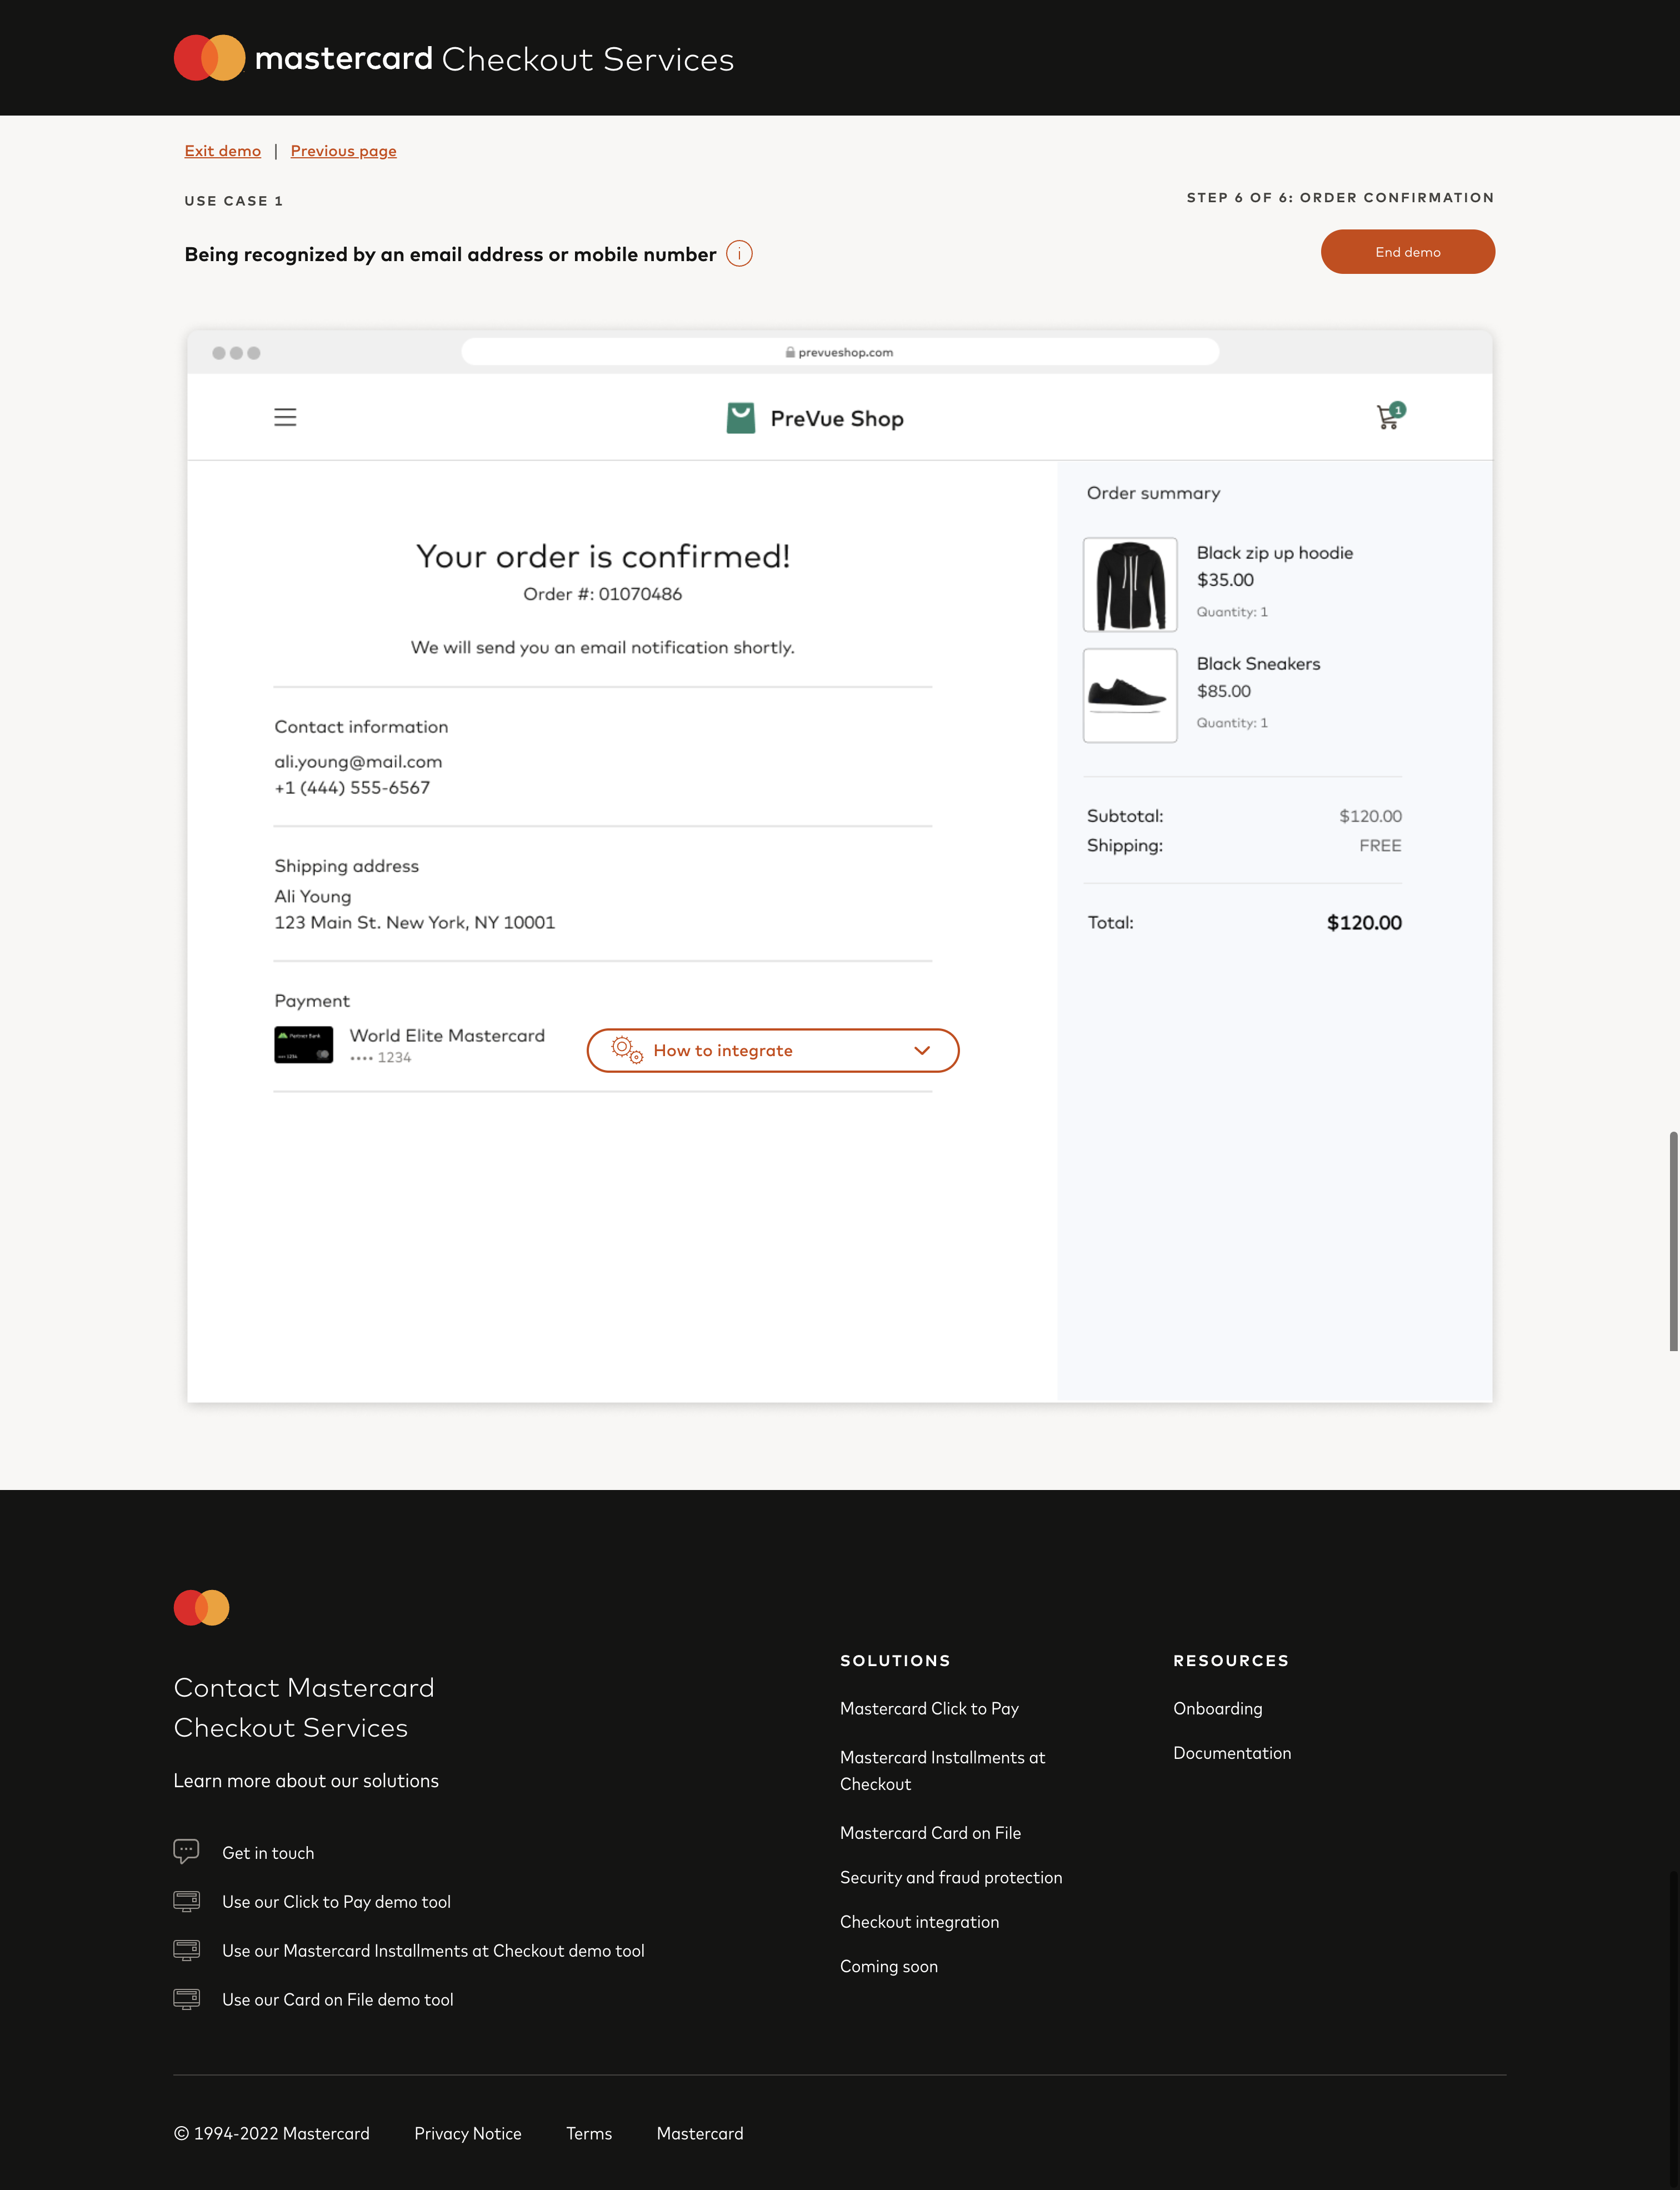 mastercard Checkout Services
Exit demo | Previous page
USE CASE 1
STEP 6 OF 6: ORDER CONFIRMATION
Being recognized by an email address or mobile number i
End demo
prevueshop.com
PreVue Shop
1
Your order is confirmed!
Order #: 01070486
We will send you an email notification shortly.
Contact information
ali.young@mail.com
+1 (444) 555-6567
Shipping address
Ali Young
123 Main St. New York, NY 10001
Payment
Partner Bank
•••• 1234
World Elite Mastercard
•••• 1234
How to integrate
Order summary
Black zip up hoodie
$35.00
Quantity: 1
Black Sneakers
$85.00
Quantity: 1
Subtotal: $120.00
Shipping: FREE
Total: $120.00
Contact Mastercard
Checkout Services
Learn more about our solutions
Get in touch
Use our Click to Pay demo tool
Use our Mastercard Installments at Checkout demo tool
Use our Card on File demo tool
SOLUTIONS
Mastercard Click to Pay
Mastercard Installments at
Checkout
Mastercard Card on File
Security and fraud protection
Checkout integration
Coming soon
RESOURCES
Onboarding
Documentation
© 1994-2022 Mastercard Privacy Notice Terms Mastercard